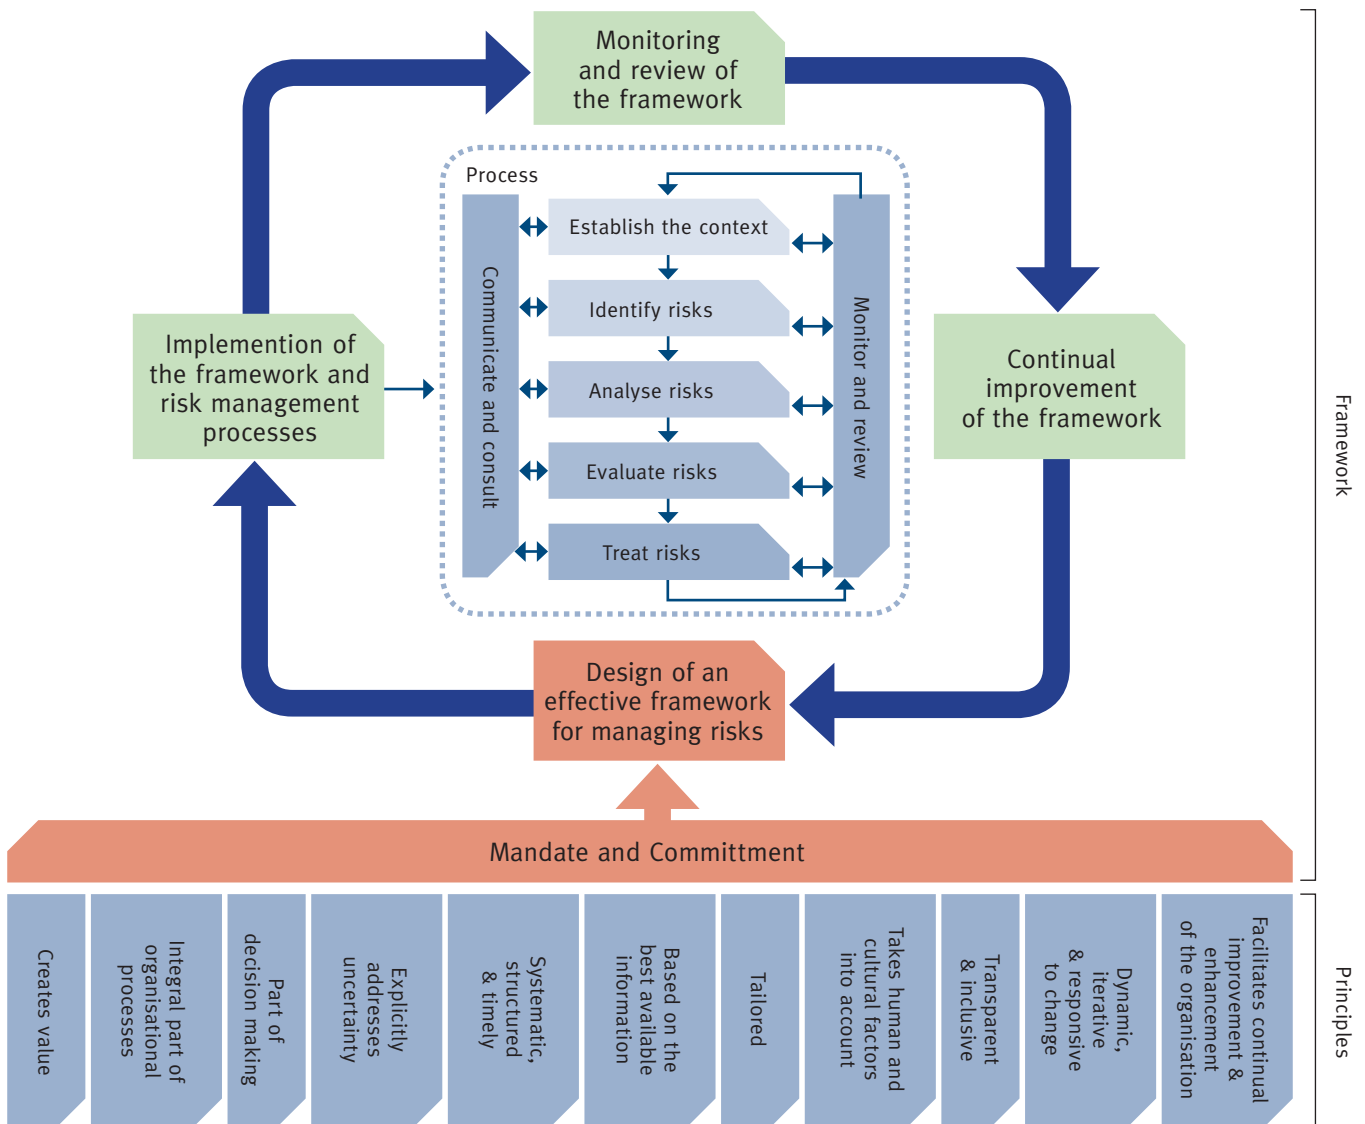 Monitoring
and review of
the framework
Process
Establish the context
Identify risks
Analyse risks
Evaluate risks
Treat risks
Communicate and consult
Monitor and review
Implemention of
the framework and
risk management
processes
Continual
improvement
of the framework
Design of an
effective framework
for managing risks
Mandate and Committment
Framework
Creates value
Integral part of
organisational
processes
Part of
decision making
Explicitly
addresses
uncertainty
Systematic,
structured
& timely
Based on the
best available
information
Tailored
Takes human and
cultural factors
into account
Transparent
& inclusive
Dynamic,
iterative
& responsive
to change
Facilitates continual
improvement &
enhancement
of the organisation
Principles